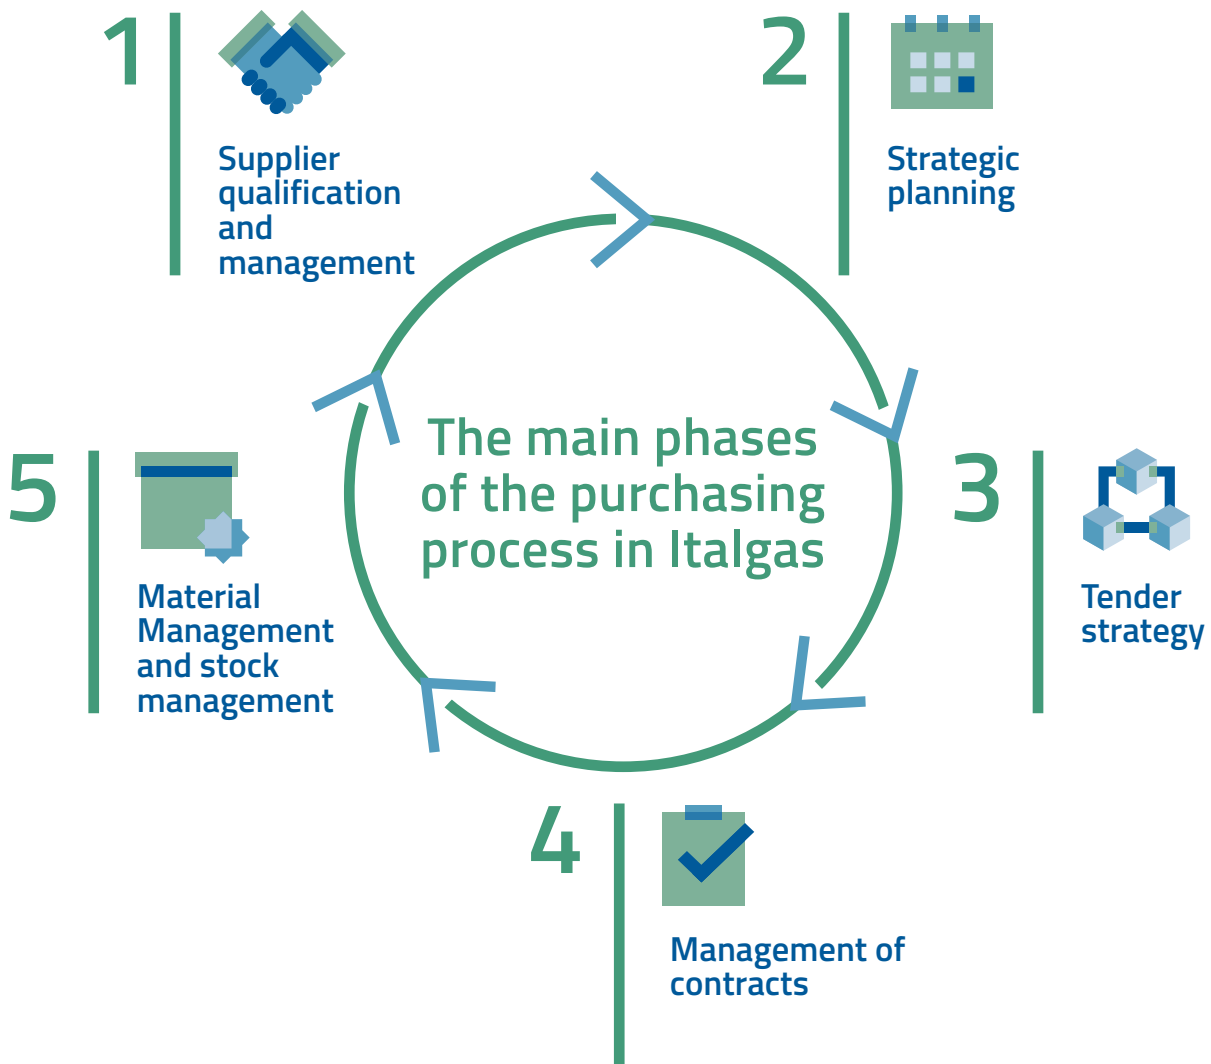 1
Supplier
qualification
and
management
2
Strategic
planning
The main phases
of the purchasing
process in Italgas
3
Tender
strategy
4
Management of
contracts
5
Material
Management
and stock
management